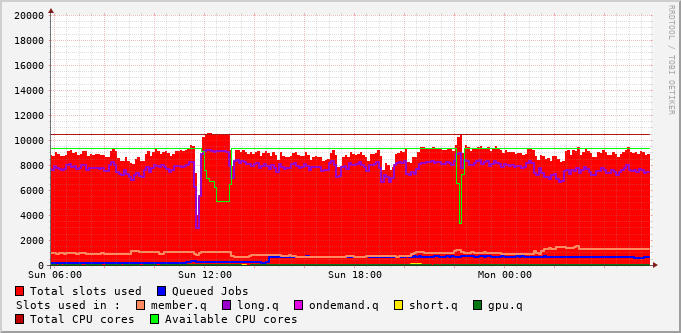 20000
18000
16000
14000
12000
10000
8000
6000
4000
2000
0
Sun 06:00 Sun 12:00 Sun 18:00 Mon 00:00
RRDTOOL / TOBI OETIKER
Total slots used Queued Jobs
Slots used in : member.q long.q ondemand.q short.q gpu.q
Total CPU cores Available CPU cores